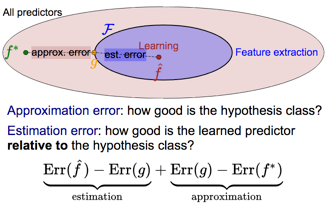 All predictors
𝓕
f* approx. error est. error Learning Feature extraction
g f̂
Approximation error: how good is the hypothesis class?
Estimation error: how good is the learned predictor
relative to the hypothesis class?
Err(f̂) − Err(g) + Err(g) − Err(f*)
estimation approximation